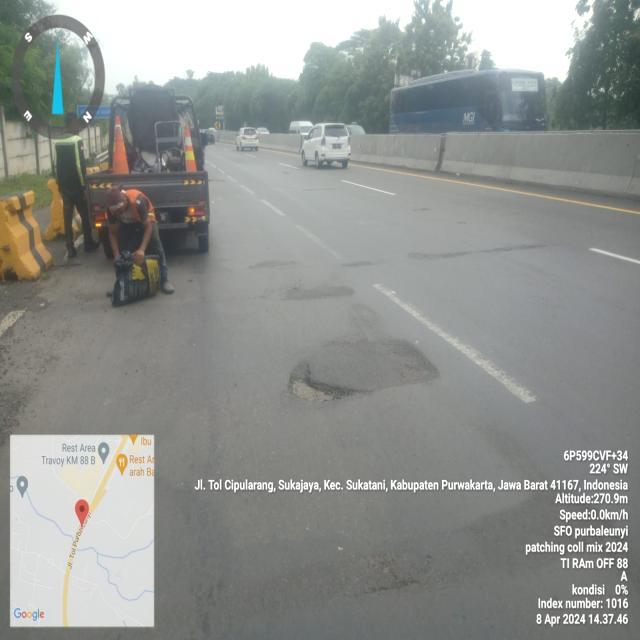 S
W
N
E
MGI
6P599CVF+34
224° SW
Jl. Tol Cipularang, Sukajaya, Kec. Sukatani, Kabupaten Purwakarta, Jawa Barat 41167, Indonesia
Altitude:270.9m
Speed:0.0km/h
SFO purbaleunyi
patching coll mix 2024
TI RAm OFF 88
A
kondisi 0%
Index number: 1016
8 Apr 2024 14.37.46
Ibu
Rest Area
Travoy KM 88 B
Rest Ar
arah Ba
Jl. Tol Purbaleu
Google